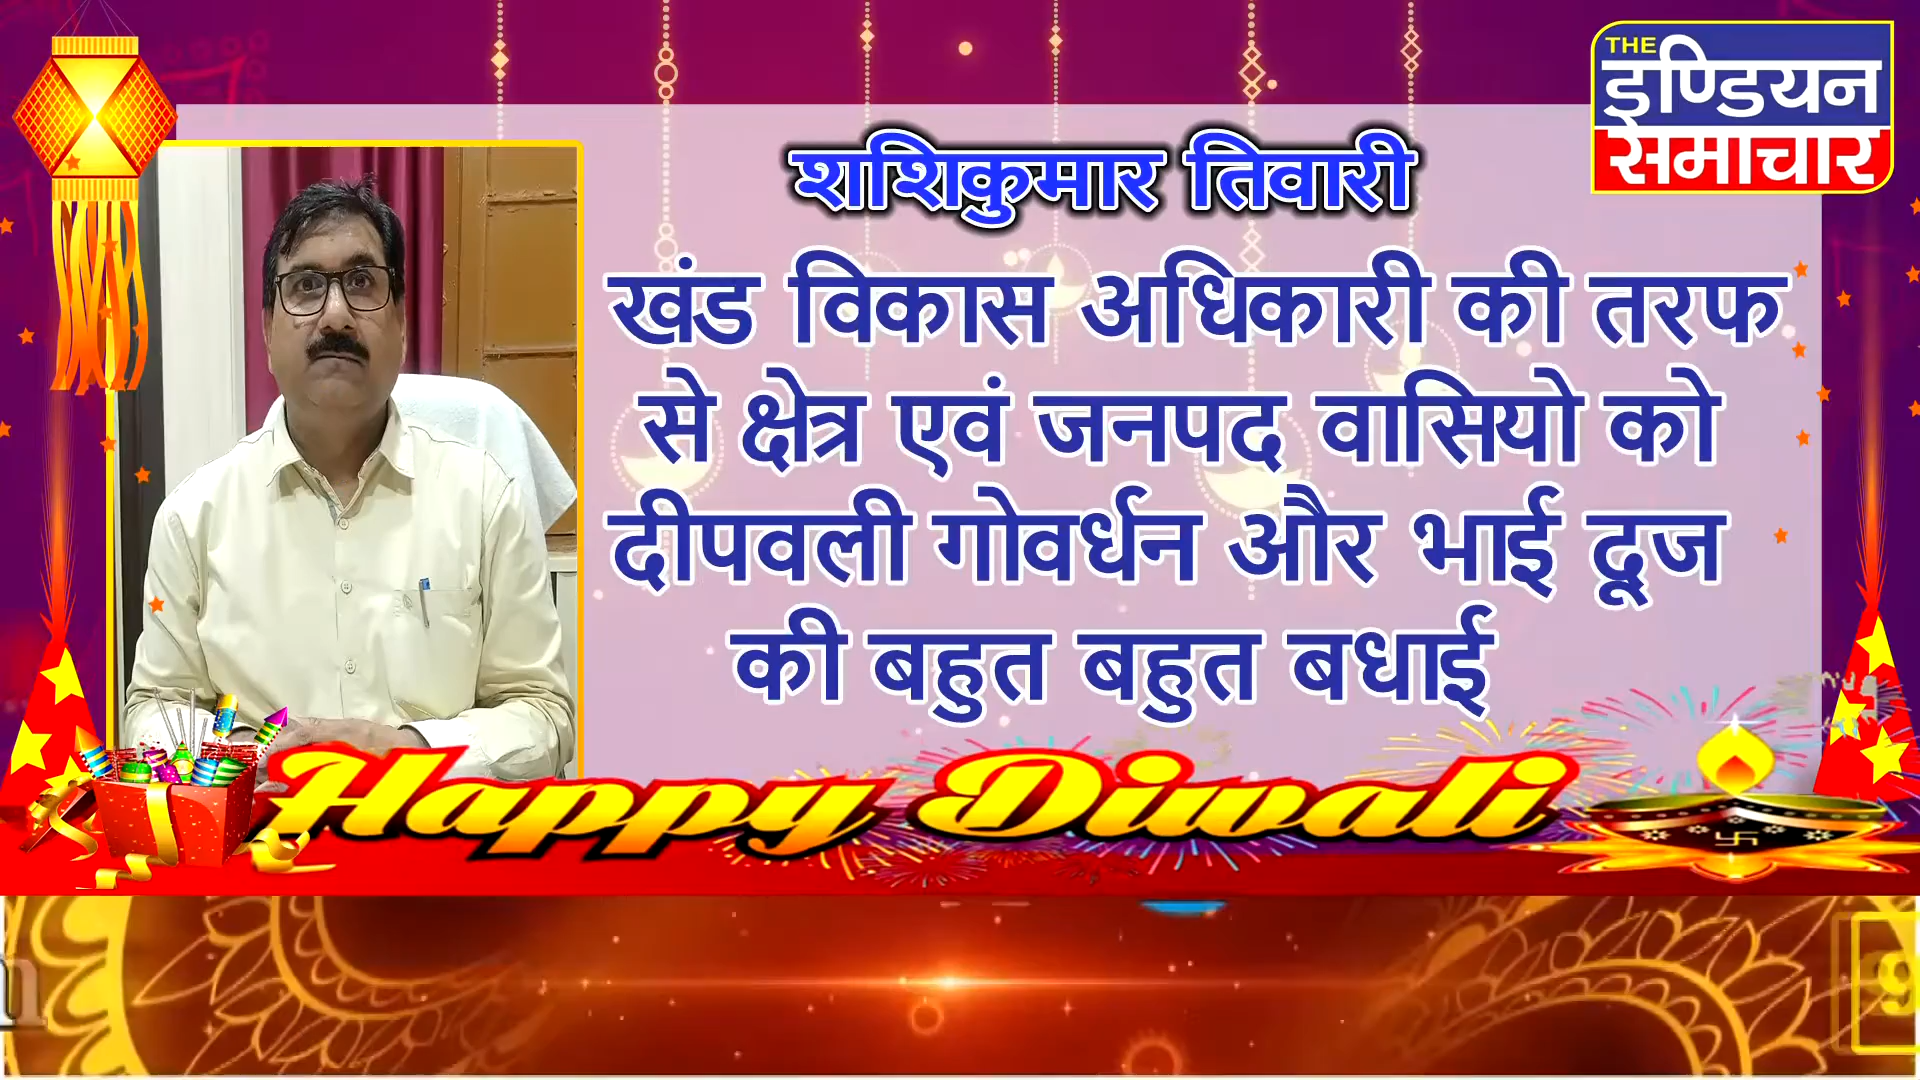 THE
इण्डियन
समाचार
शशिकुमार तिवारी
खंड विकास अधिकारी की तरफ
से क्षेत्र एवं जनपद वासियो को
दीपवली गोवर्धन और भाई दूज
की बहुत बहुत बधाई
Happy Diwali